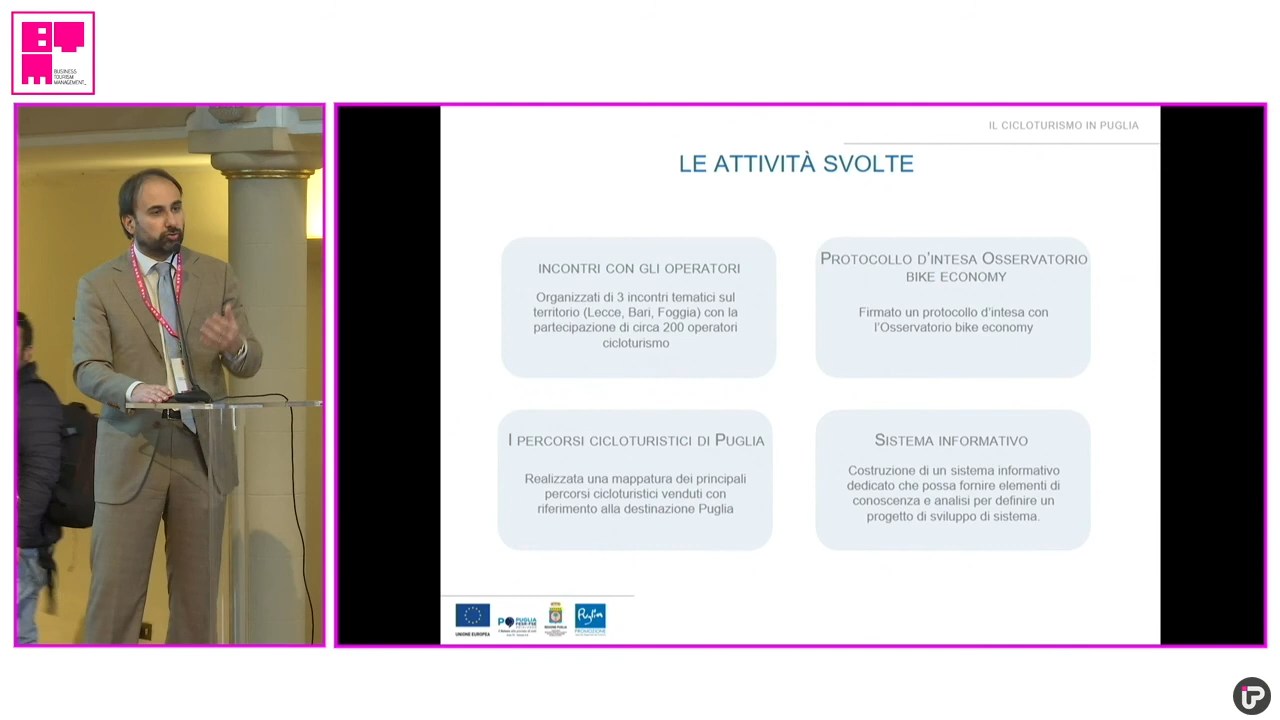 BUSINESS
TOURISM
MANAGEMENT_
IL CICLOTURISMO IN PUGLIA
LE ATTIVITÀ SVOLTE
INCONTRI CON GLI OPERATORI
Organizzati di 3 incontri tematici sul
territorio (Lecce, Bari, Foggia) con la
partecipazione di circa 200 operatori
cicloturismo
PROTOCOLLO D'INTESA OSSERVATORIO
BIKE ECONOMY
Firmato un protocollo d'intesa con
l'Osservatorio bike economy
I PERCORSI CICLOTURISTICI DI PUGLIA
Realizzata una mappatura dei principali
percorsi cicloturistici venduti con
riferimento alla destinazione Puglia
SISTEMA INFORMATIVO
Costruzione di un sistema informativo
dedicato che possa fornire elementi di
conoscenza e analisi per definire un
progetto di sviluppo di sistema.
UNIONE EUROPEA
PUGLIA
REGIONE PUGLIA
Puglia
PROMOZIONE